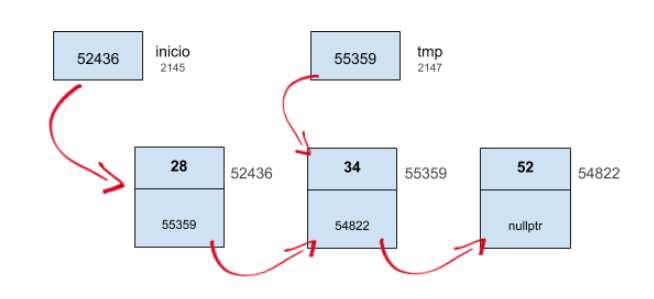 52436 inicio 55359 tmp
2145 2147
28 52436 34 55359 52 54822
55359 54822 nullptr